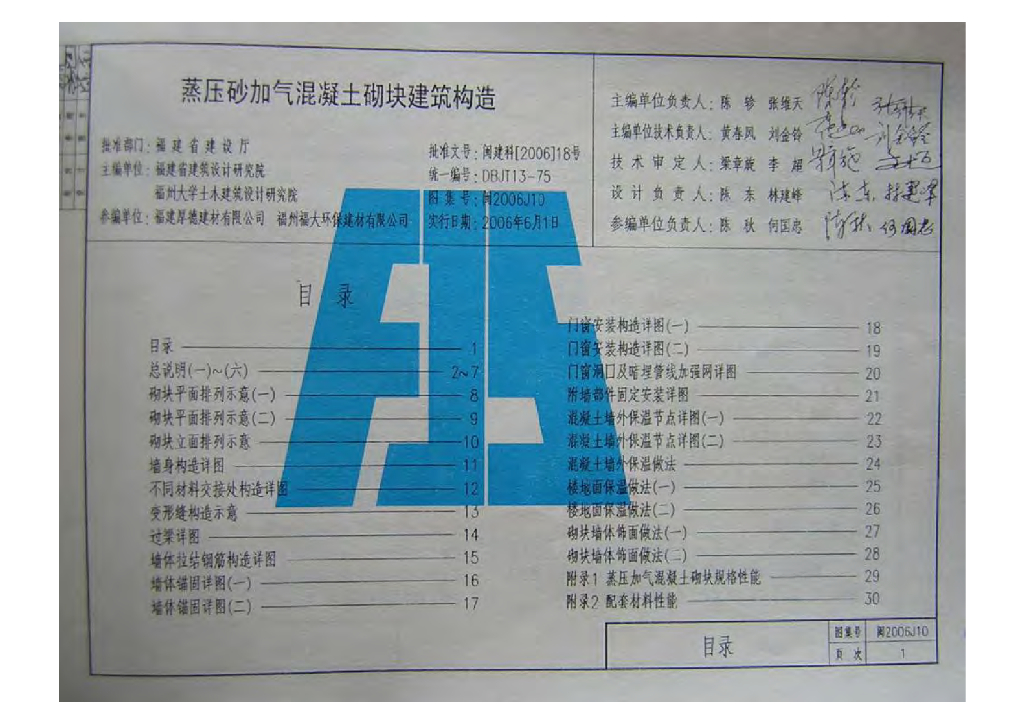 蒸压砂加气混凝土砌块建筑构造
批准部门：福建省建设厅
主编单位：福建省建筑设计研究院
福州大学土木建筑设计研究院
参编单位：福建厚德建材有限公司 福州福大环保建材有限公司
批准文号：闽建科[2006]18号
统一编号：DBJT13-75
图集号：闽2006J10
实行日期：2006年6月1日
主编单位负责人：陈轸 张维天
主编单位技术负责人：黄春风 刘金铃
技术审定人：梁章旋 李超
设计负责人：陈东 林建峰
参编单位负责人：陈秋 何国忠
目录
目录 1
总说明(一)~(六) 2~7
砌块平面排列示意(一) 8
砌块平面排列示意(二) 9
砌块立面排列示意 10
墙身构造详图 11
不同材料交接处构造详图 12
变形缝构造示意 13
过梁详图 14
墙体拉结钢筋构造详图 15
墙体锚固详图(一) 16
墙体锚固详图(二) 17
门窗安装构造详图(一) 18
门窗安装构造详图(二) 19
门窗洞口及暗埋管线加强网详图 20
附墙部件固定安装详图 21
混凝土墙外保温节点详图(一) 22
混凝土墙外保温节点详图(二) 23
混凝土墙外保温做法 24
楼地面保温做法(一) 25
楼地面保温做法(二) 26
砌块墙体饰面做法(一) 27
砌块墙体饰面做法(二) 28
附录1 蒸压加气混凝土砌块规格性能 29
附录2 配套材料性能 30
目录
图集号 闽2006J10
页次 1